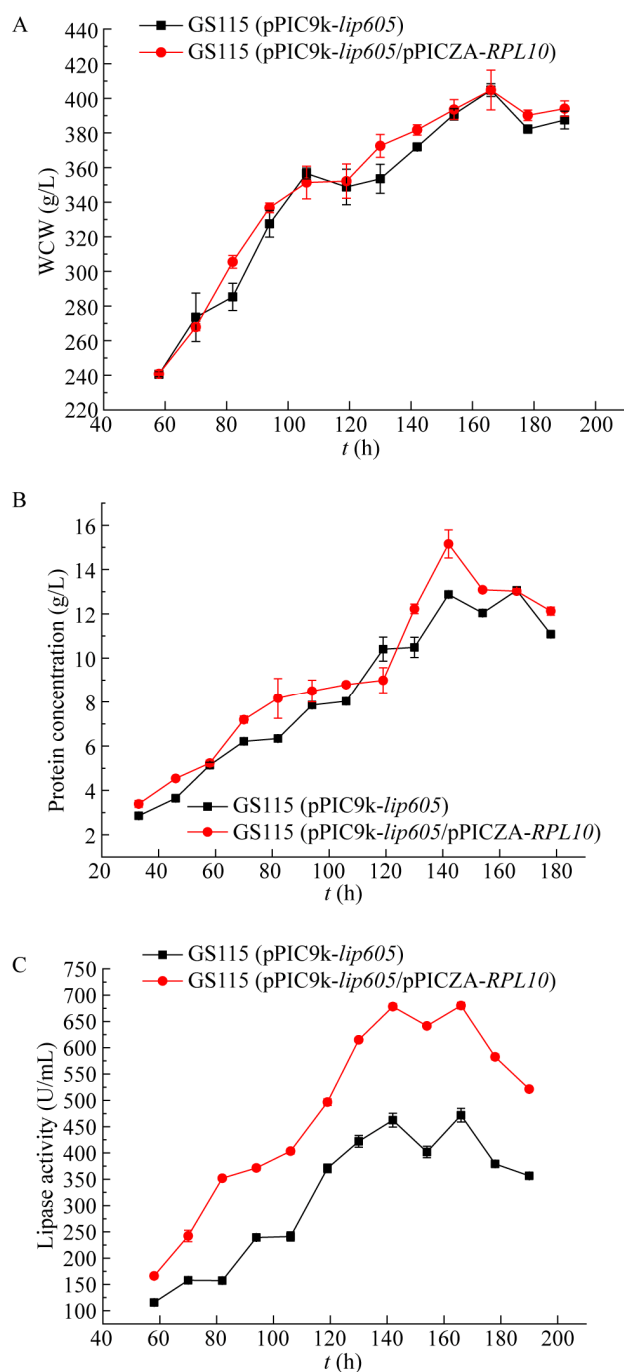 A
GS115 (pPIC9k-lip605)
GS115 (pPIC9k-lip605/pPICZA-RPL10)
440
420
400
380
360
340
320
300
280
260
240
220
WCW (g/L)
40 60 80 100 120 140 160 180 200
t (h)
B
16
14
12
10
8
6
4
2
Protein concentration (g/L)
GS115 (pPIC9k-lip605)
GS115 (pPIC9k-lip605/pPICZA-RPL10)
20 40 60 80 100 120 140 160 180
t (h)
C
GS115 (pPIC9k-lip605)
GS115 (pPIC9k-lip605/pPICZA-RPL10)
750
700
650
600
550
500
450
400
350
300
250
200
150
100
Lipase activity (U/mL)
40 60 80 100 120 140 160 180 200
t (h)